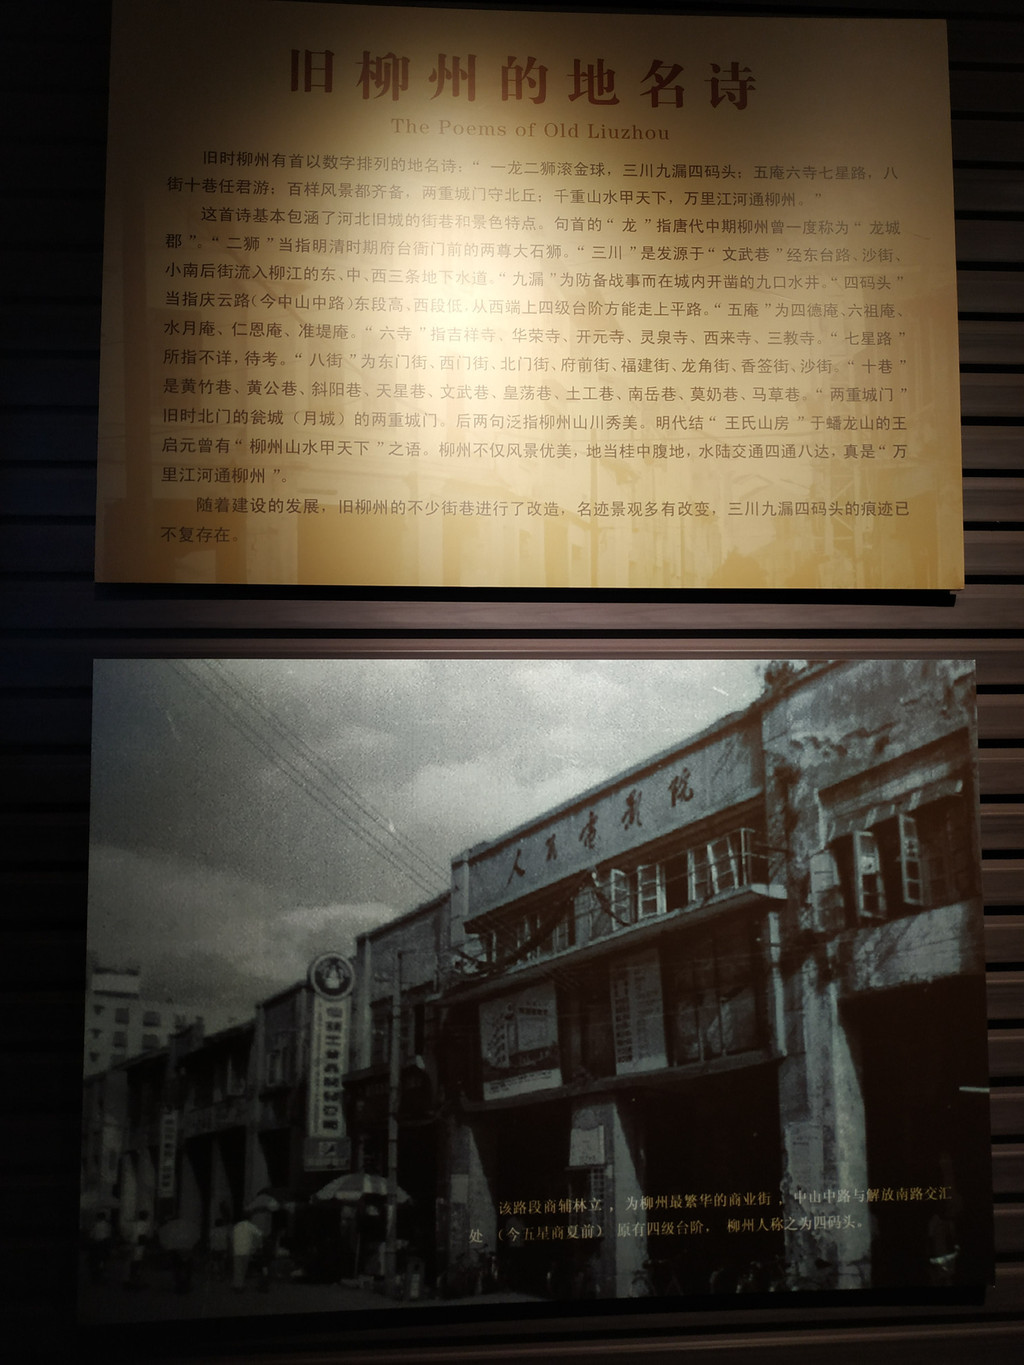 旧柳州的地名诗
The Poems of Old Liuzhou
旧时柳州有首以数字排列的地名诗：“一龙二狮滚金球，三川九漏四码头；五庵六寺七星路，八
街十巷任君游；百样风景都齐备，两重城门守北丘；千重山水甲天下，万里江河通柳州。”
这首诗基本包涵了河北旧城的街巷和景色特点。句首的“龙”指唐代中期柳州曾一度称为“龙城
郡”。“二狮”当指明清时期府台衙门前的两尊大石狮。“三川”是发源于“文武巷”经东台路、沙街、
小南后街流入柳江的东、中、西三条地下水道。“九漏”为防备战事而在城内开凿的九口水井。“四码头”
当指庆云路（今中山中路）东段高、西段低，从西端上四级台阶方能走上平路。“五庵”为四德庵、六祖庵、
水月庵、仁恩庵、准堤庵。“六寺”指吉祥寺、华荣寺、开元寺、灵泉寺、西来寺、三教寺。“七星路”
所指不详，待考。“八街”为东门街、西门街、北门街、府前街、福建街、龙角街、香签街、沙街。“十巷”
是黄竹巷、黄公巷、斜阳巷、天星巷、文武巷、皇荡巷、土工巷、南岳巷、莫奶巷、马草巷。“两重城门”
旧时北门的瓮城（月城）的两重城门。后两句泛指柳州山川秀美。明代结“王氏山房”于蟠龙山的王
启元曾有“柳州山水甲天下”之语。柳州不仅风景优美，地当桂中腹地，水陆交通四通八达，真是“万
里江河通柳州”。
随着建设的发展，旧柳州的不少街巷进行了改造，名迹景观多有改变，三川九漏四码头的痕迹已
不复存在。
人民电影院
该路段商辅林立，为柳州最繁华的商业街，中山中路与解放南路交汇
处（今五星商夏前）原有四级台阶，柳州人称之为四码头。